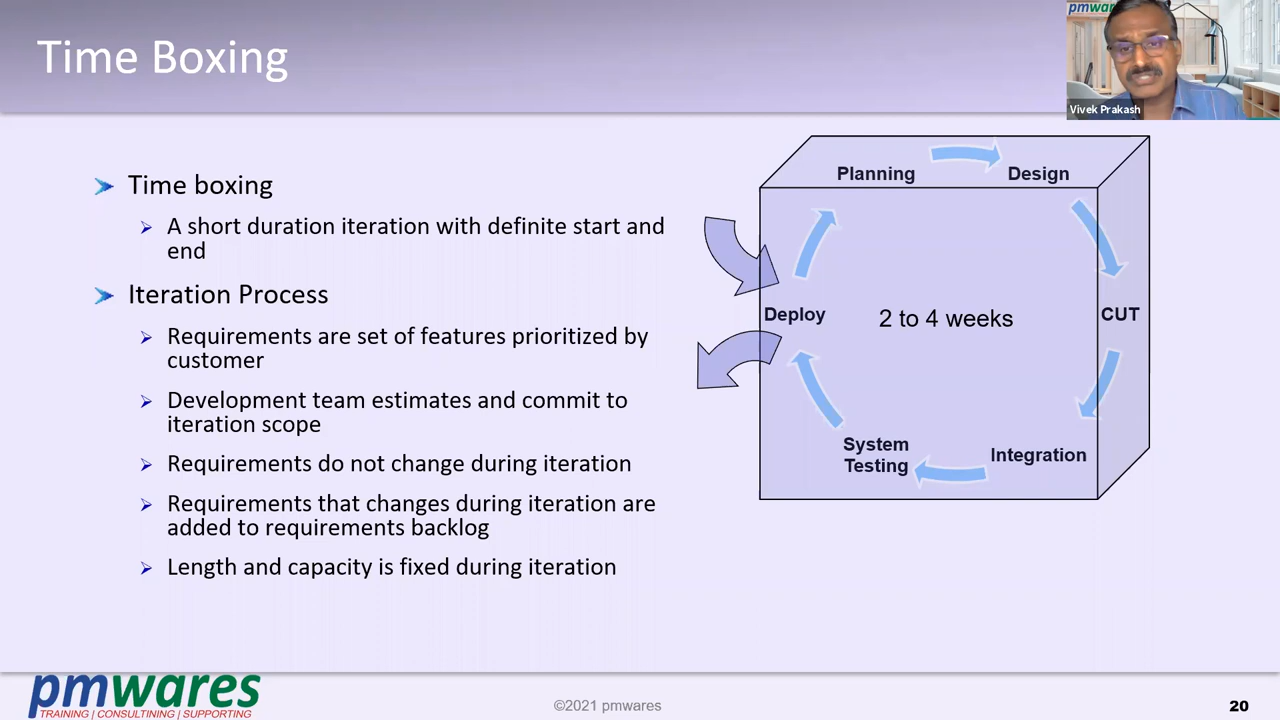 Time Boxing
pmwar
Vivek Prakash
Time boxing
A short duration iteration with definite start and
end
Iteration Process
Requirements are set of features prioritized by
customer
Development team estimates and commit to
iteration scope
Requirements do not change during iteration
Requirements that changes during iteration are
added to requirements backlog
Length and capacity is fixed during iteration
Planning
Design
Deploy
2 to 4 weeks
CUT
System
Testing
Integration
pmwares
TRAINING | CONSULTINING | SUPPORTING
©2021 pmwares
20